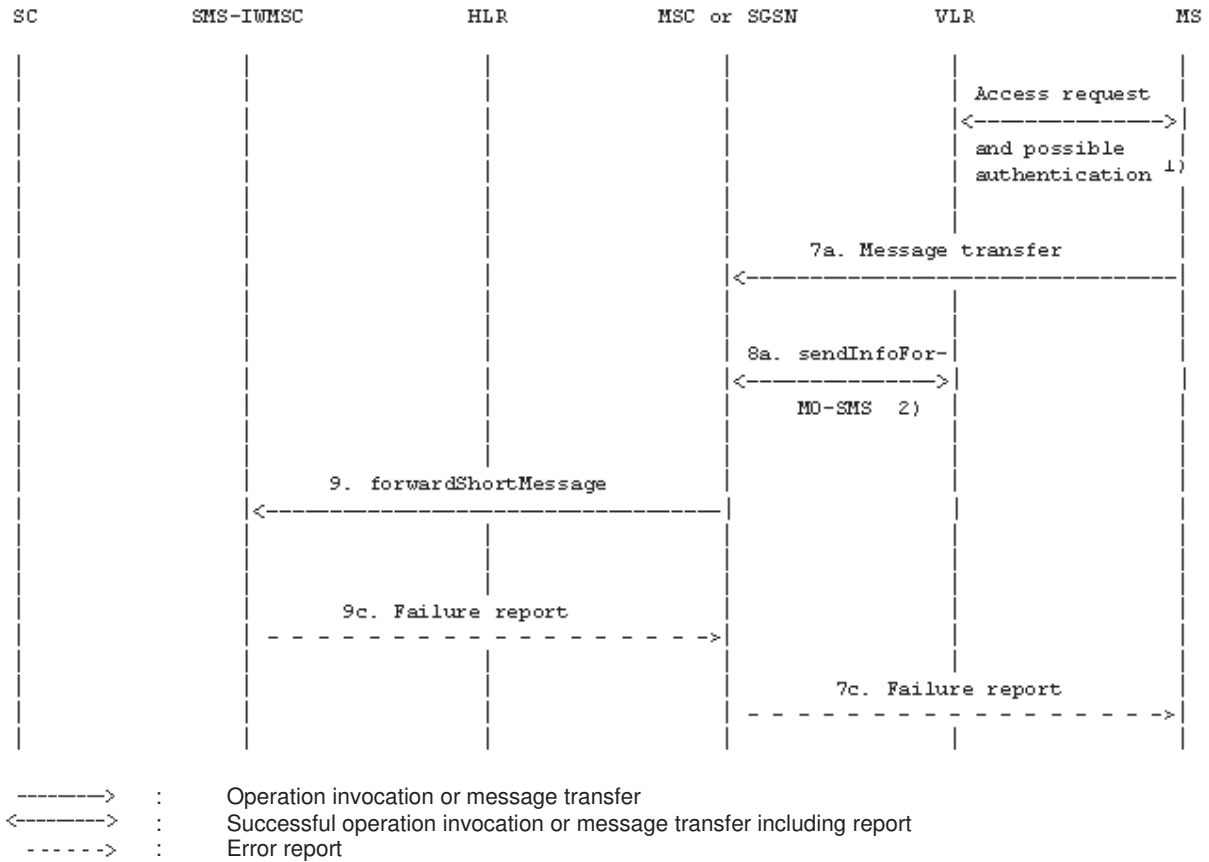 SC SMS-IWMSC HLR MSC or SGSN VLR MS
Access request
and possible
authentication 1)
7a. Message transfer
8a. sendInfoFor-
MO-SMS 2)
9. forwardShortMessage
9c. Failure report
7c. Failure report
: Operation invocation or message transfer
: Successful operation invocation or message transfer including report
: Error report